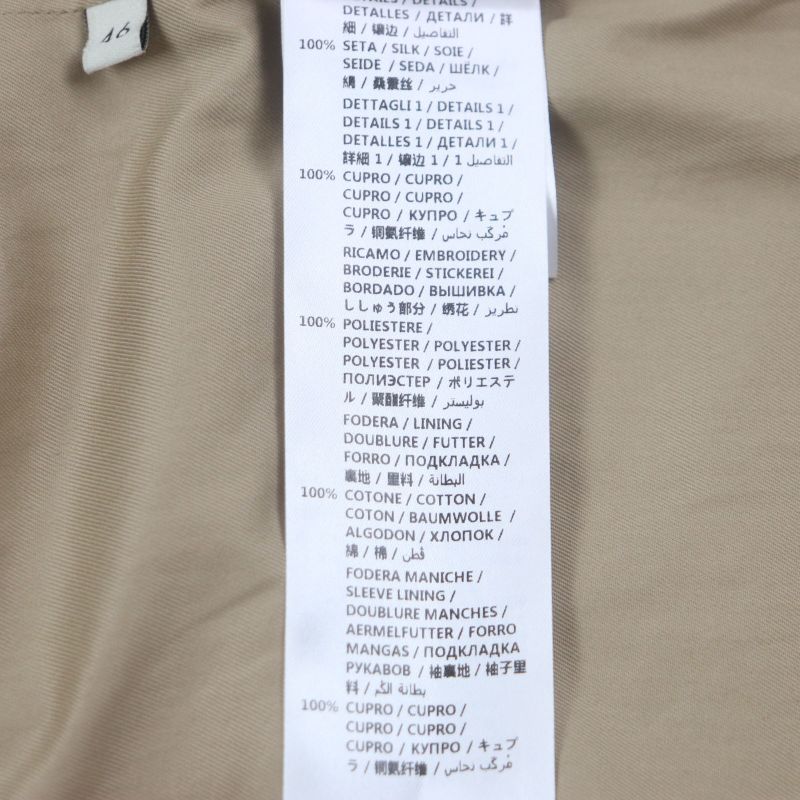 46
DETAILS / DETAILS /
DETALLES / ДЕТАЛИ / 詳
細 / 镶边 / التفاصيل
100% SETA / SILK / SOIE /
SEIDE / SEDA / ШЁЛК /
絹 / 桑蚕丝 / حرير
DETTAGLI 1 / DETAILS 1 /
DETAILS 1 / DETAILS 1 /
DETALLES 1 / ДЕТАЛИ 1 /
詳細 1 / 镶边 1 / التفاصيل 1
100% CUPRO / CUPRO /
CUPRO / CUPRO /
CUPRO / КУПРО / キュプ
ラ / 铜氨纤维 / مُركّب نحاس
RICAMO / EMBROIDERY /
BRODERIE / STICKEREI /
BORDADO / ВЫШИВКА /
ししゅう部分 / 绣花 / تطريز
100% POLIESTERE /
POLYESTER / POLYESTER /
POLYESTER / POLIESTER /
ПОЛИЭСТЕР / ポリエステ
ル / 聚酯纤维 / بوليستر
FODERA / LINING /
DOUBLURE / FUTTER /
FORRO / ПОДКЛАДКА /
裏地 / 里料 / البطانة
100% COTONE / COTTON /
COTON / BAUMWOLLE /
ALGODON / ХЛОПОК /
綿 / 棉 / قُطن
FODERA MANICHE /
SLEEVE LINING /
DOUBLURE MANCHES /
AERMELFUTTER / FORRO
MANGAS / ПОДКЛАДКА
РУКАВОВ / 袖裏地 / 袖子里
料 / بطانة الكُم
100% CUPRO / CUPRO /
CUPRO / CUPRO /
CUPRO / КУПРО / キュプ
ラ / 铜氨纤维 / مُركّب نحاس